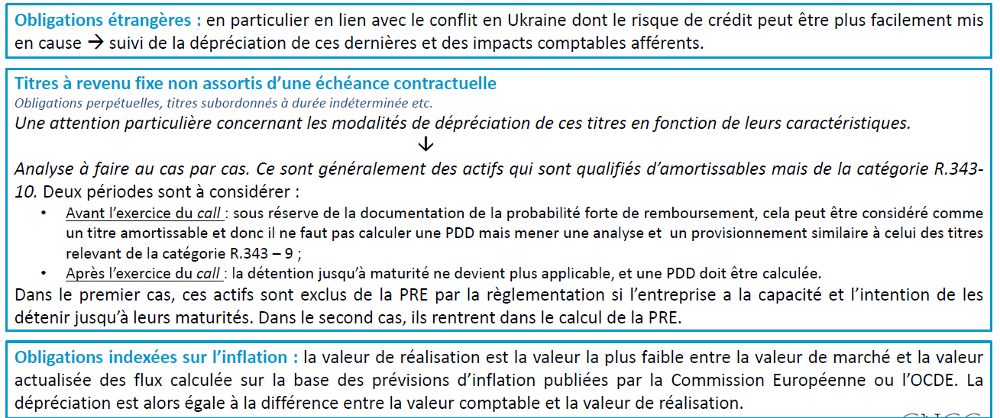 Obligations étrangères : en particulier en lien avec le conflit en Ukraine dont le risque de crédit peut être plus facilement mis
en cause → suivi de la dépréciation de ces dernières et des impacts comptables afférents.
Titres à revenu fixe non assortis d’une échéance contractuelle
Obligations perpétuelles, titres subordonnés à durée indéterminée etc.
Une attention particulière concernant les modalités de dépréciation de ces titres en fonction de leurs caractéristiques.
↓
Analyse à faire au cas par cas. Ce sont généralement des actifs qui sont qualifiés d’amortissables mais de la catégorie R.343-
10. Deux périodes sont à considérer :
• Avant l’exercice du call : sous réserve de la documentation de la probabilité forte de remboursement, cela peut être considéré comme
un titre amortissable et donc il ne faut pas calculer une PDD mais mener une analyse et un provisionnement similaire à celui des titres
relevant de la catégorie R.343 – 9 ;
• Après l’exercice du call : la détention jusqu’à maturité ne devient plus applicable, et une PDD doit être calculée.
Dans le premier cas, ces actifs sont exclus de la PRE par la règlementation si l’entreprise a la capacité et l’intention de les
détenir jusqu’à leurs maturités. Dans le second cas, ils rentrent dans le calcul de la PRE.
Obligations indexées sur l’inflation : la valeur de réalisation est la valeur la plus faible entre la valeur de marché et la valeur
actualisée des flux calculée sur la base des prévisions d’inflation publiées par la Commission Européenne ou l’OCDE. La
dépréciation est alors égale à la différence entre la valeur comptable et la valeur de réalisation.